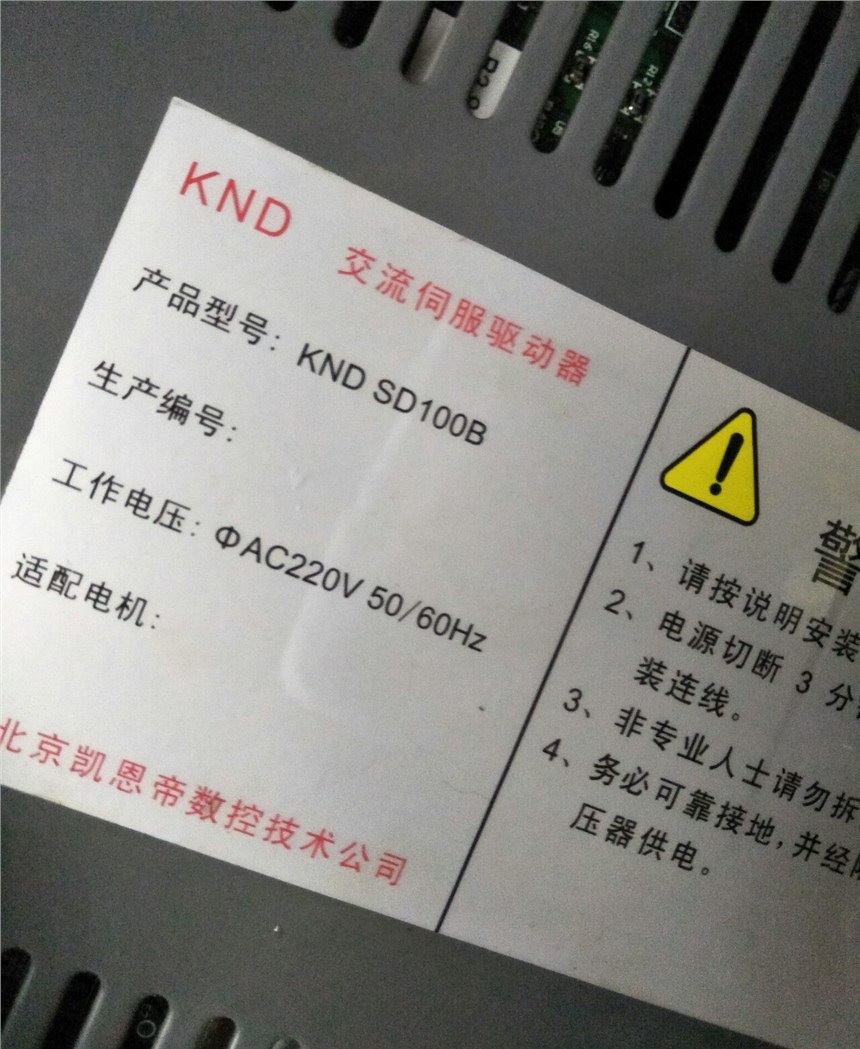 KND
交流伺服驱动器
产品型号：KND SD100B
生产编号：
工作电压：ΦAC220V 50/60Hz
适配电机：
北京凯恩帝数控技术公司
警
1、请按说明安装
2、电源切断 3 分
装连线。
3、非专业人士请勿拆
4、务必可靠接地，并经
压器供电。